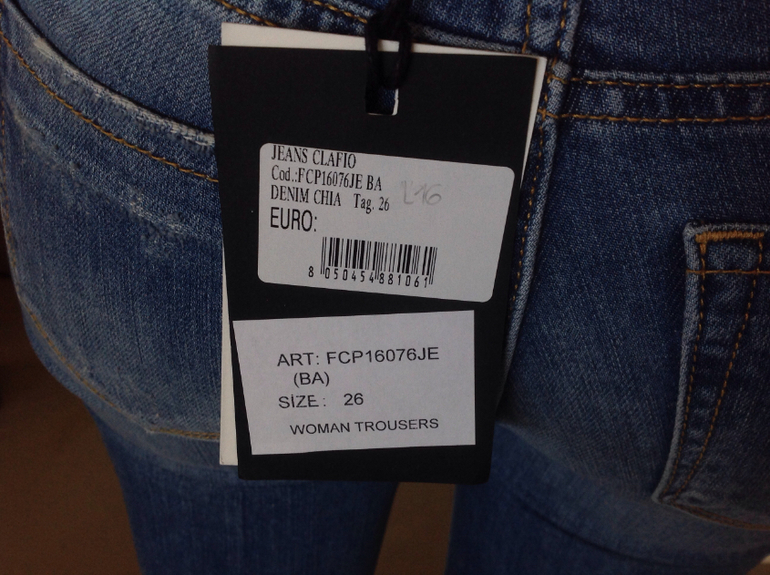 JEANS CLAFIO
Cod.:FCP16076JE BA
DENIM CHIA Tag. 26
EURO:
8 050454 881061
ART: FCP16076JE
(BA)
SIZE: 26
WOMAN TROUSERS